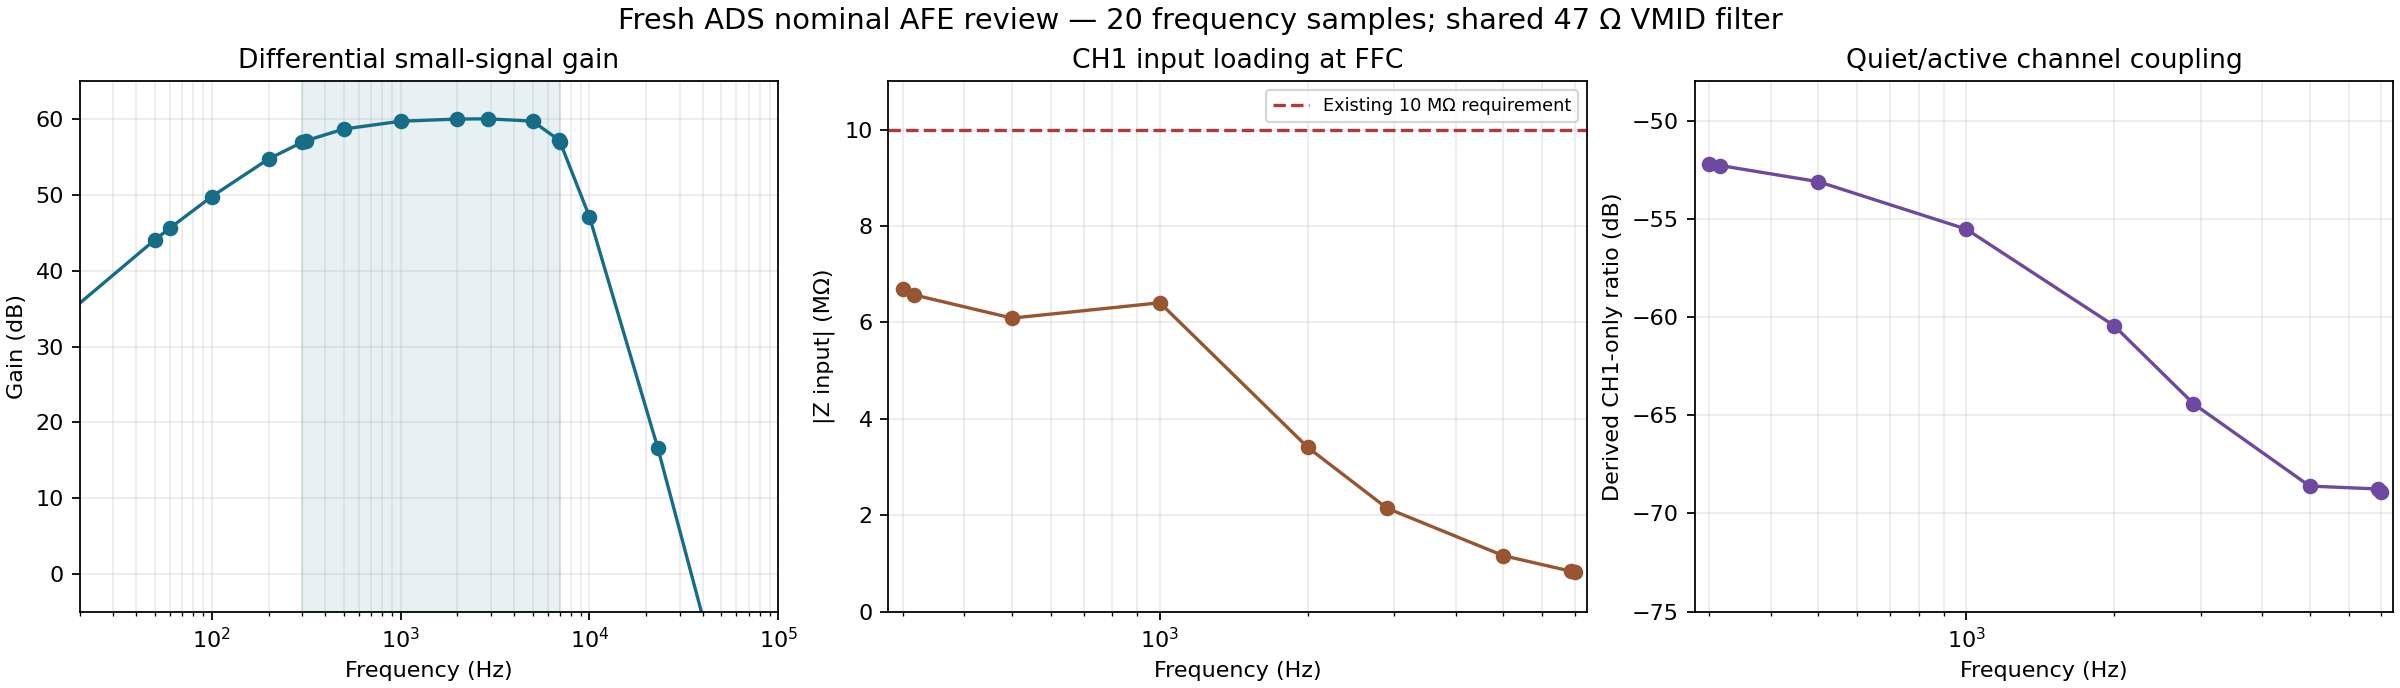 Fresh ADS nominal AFE review — 20 frequency samples; shared 47 Ω VMID filter
Differential small-signal gain
Gain (dB)
60
50
40
30
20
10
0
10²
10³
10⁴
10⁵
Frequency (Hz)
CH1 input loading at FFC
Existing 10 MΩ requirement
|Z input| (MΩ)
10
8
6
4
2
0
10³
Frequency (Hz)
Quiet/active channel coupling
Derived CH1-only ratio (dB)
−50
−55
−60
−65
−70
−75
10³
Frequency (Hz)